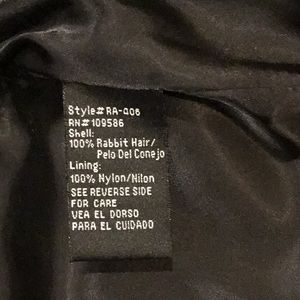 Style# RA-006
RN# 109586
Shell:
100% Rabbit Hair/
Pelo Del Conejo
Lining:
100% Nylon/Nilon
SEE REVERSE SIDE
FOR CARE
VEA EL DORSO
PARA EL CUIDADO